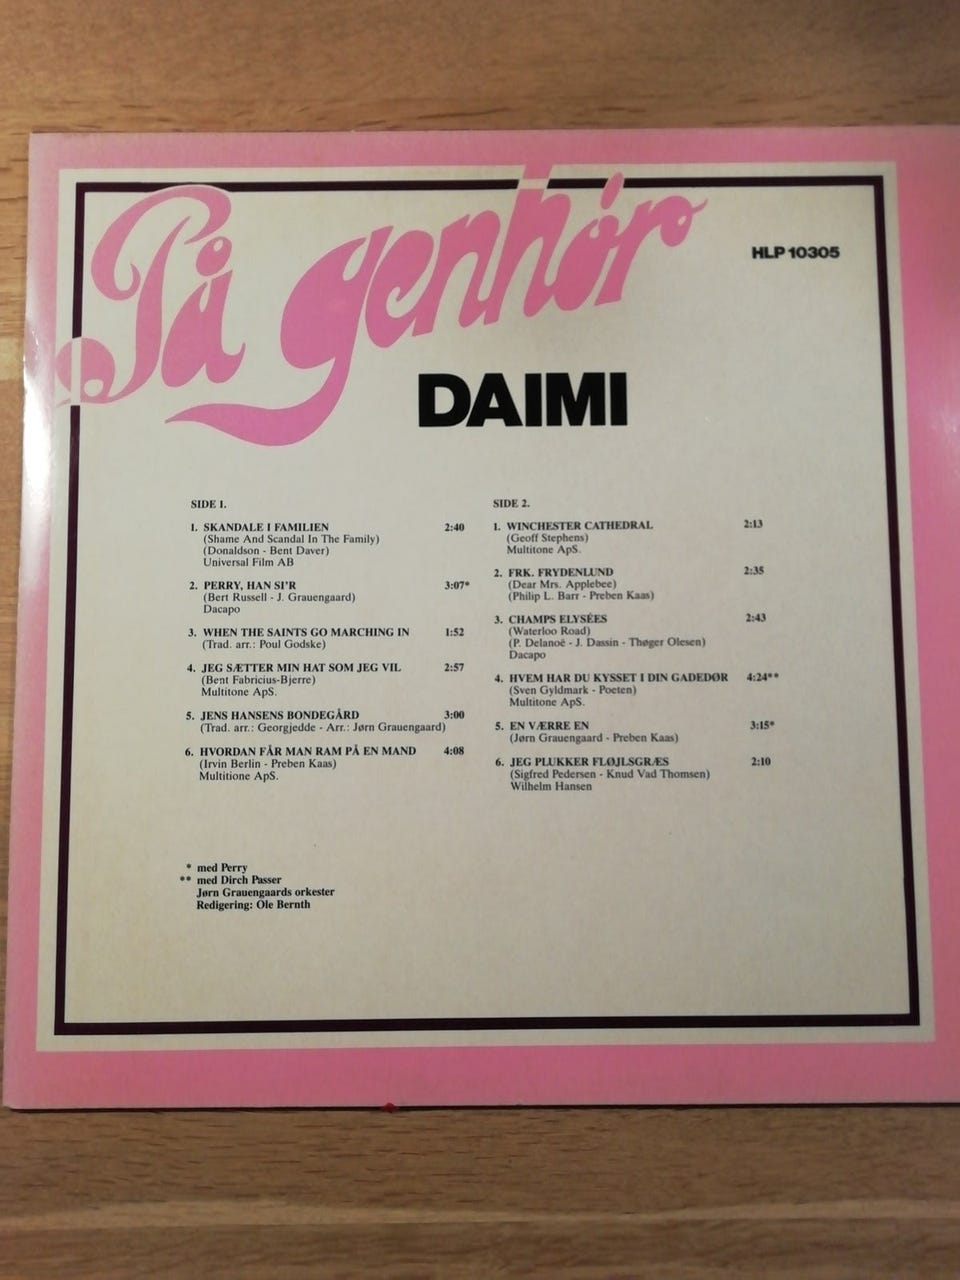 På genhør
HLP 10305
DAIMI
SIDE 1.
1. SKANDALE I FAMILIEN 2:40
(Shame And Scandal In The Family)
(Donaldson - Bent Daver)
Universal Film AB
2. PERRY, HAN SI'R 3:07*
(Bert Russell - J. Grauengaard)
Dacapo
3. WHEN THE SAINTS GO MARCHING IN 1:52
(Trad. arr.: Poul Godske)
4. JEG SÆTTER MIN HAT SOM JEG VIL 2:57
(Bent Fabricius-Bjerre)
Multitone ApS.
5. JENS HANSENS BONDEGÅRD 3:00
(Trad. arr.: Georgjedde - Arr.: Jørn Grauengaard)
6. HVORDAN FÅR MAN RAM PÅ EN MAND 4:08
(Irvin Berlin - Preben Kaas)
Multitione ApS.
SIDE 2.
1. WINCHESTER CATHEDRAL 2:13
(Geoff Stephens)
Multitone ApS.
2. FRK. FRYDENLUND 2:35
(Dear Mrs. Applebee)
(Philip L. Barr - Preben Kaas)
3. CHAMPS ELYSÉES 2:43
(Waterloo Road)
(P. Delanoë - J. Dassin - Thøger Olesen)
Dacapo
4. HVEM HAR DU KYSSET I DIN GADEDØR 4:24**
(Sven Gyldmark - Poeten)
Multitone ApS.
5. EN VÆRRE EN 3:15*
(Jørn Grauengaard - Preben Kaas)
6. JEG PLUKKER FLØJLSGRÆS 2:10
(Sigfred Pedersen - Knud Vad Thomsen)
Wilhelm Hansen
* med Perry
** med Dirch Passer
Jørn Grauengaards orkester
Redigering: Ole Bernth